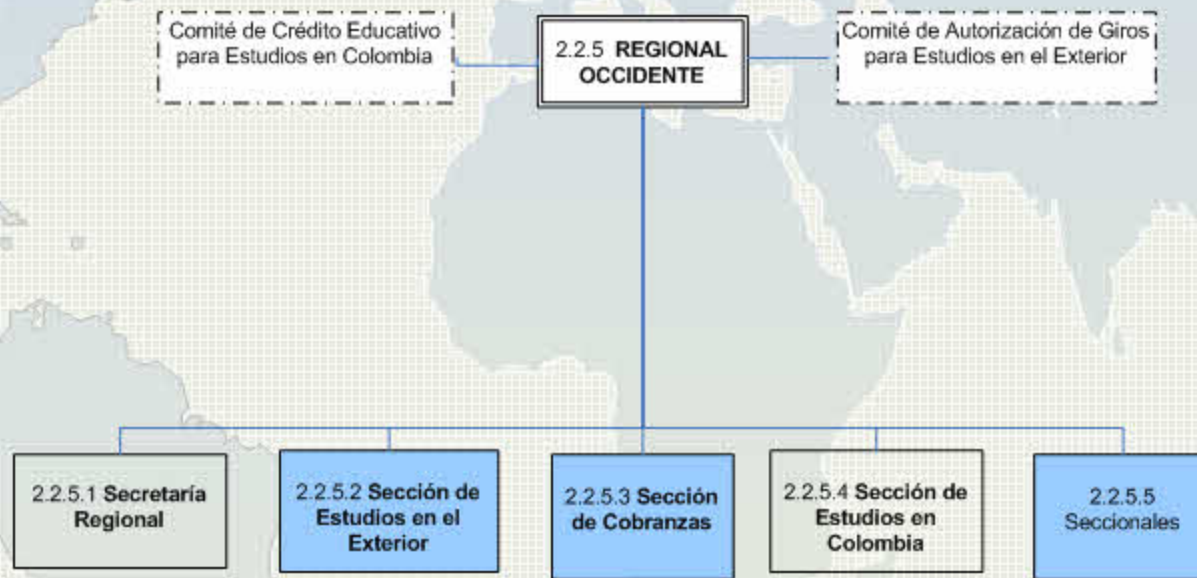 Comité de Crédito Educativo
para Estudios en Colombia
2.2.5 REGIONAL
OCCIDENTE
Comité de Autorización de Giros
para Estudios en el Exterior
2.2.5.1 Secretaría
Regional
2.2.5.2 Sección de
Estudios en el
Exterior
2.2.5.3 Sección
de Cobranzas
2.2.5.4 Sección de
Estudios en
Colombia
2.2.5.5
Seccionales